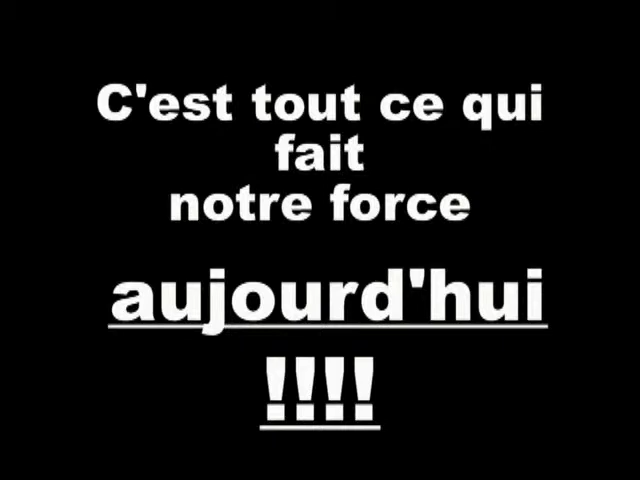 C'est tout ce qui
fait
notre force
aujourd'hui
!!!!